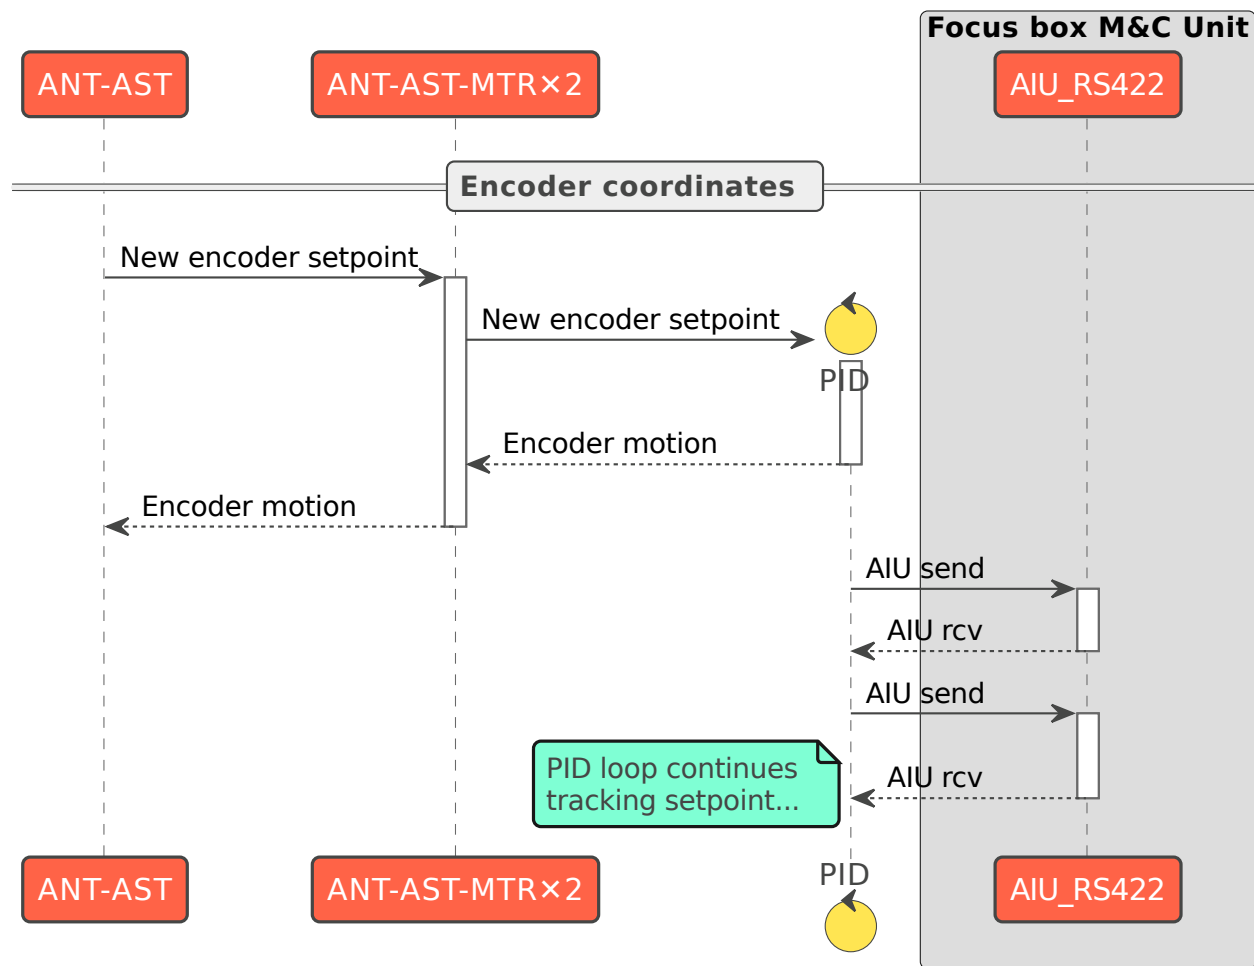 Focus box M&C Unit
ANT-AST
ANT-AST-MTR×2
AIU_RS422
Encoder coordinates
New encoder setpoint
New encoder setpoint
PID
Encoder motion
Encoder motion
AIU send
AIU rcv
AIU send
PID loop continues
tracking setpoint...
AIU rcv
ANT-AST
ANT-AST-MTR×2
PID
AIU_RS422